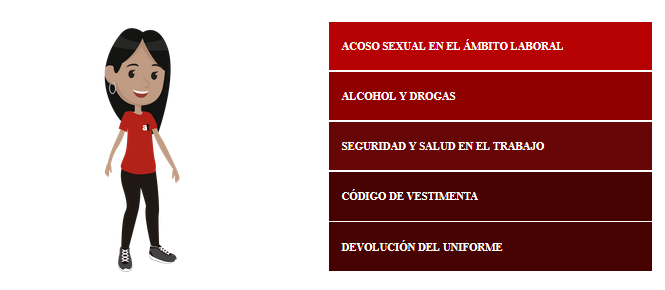 ACOSO SEXUAL EN EL ÁMBITO LABORAL
ALCOHOL Y DROGAS
SEGURIDAD Y SALUD EN EL TRABAJO
CÓDIGO DE VESTIMENTA
DEVOLUCIÓN DEL UNIFORME